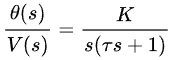 θ(s)/V(s) = K/(s(τs + 1))